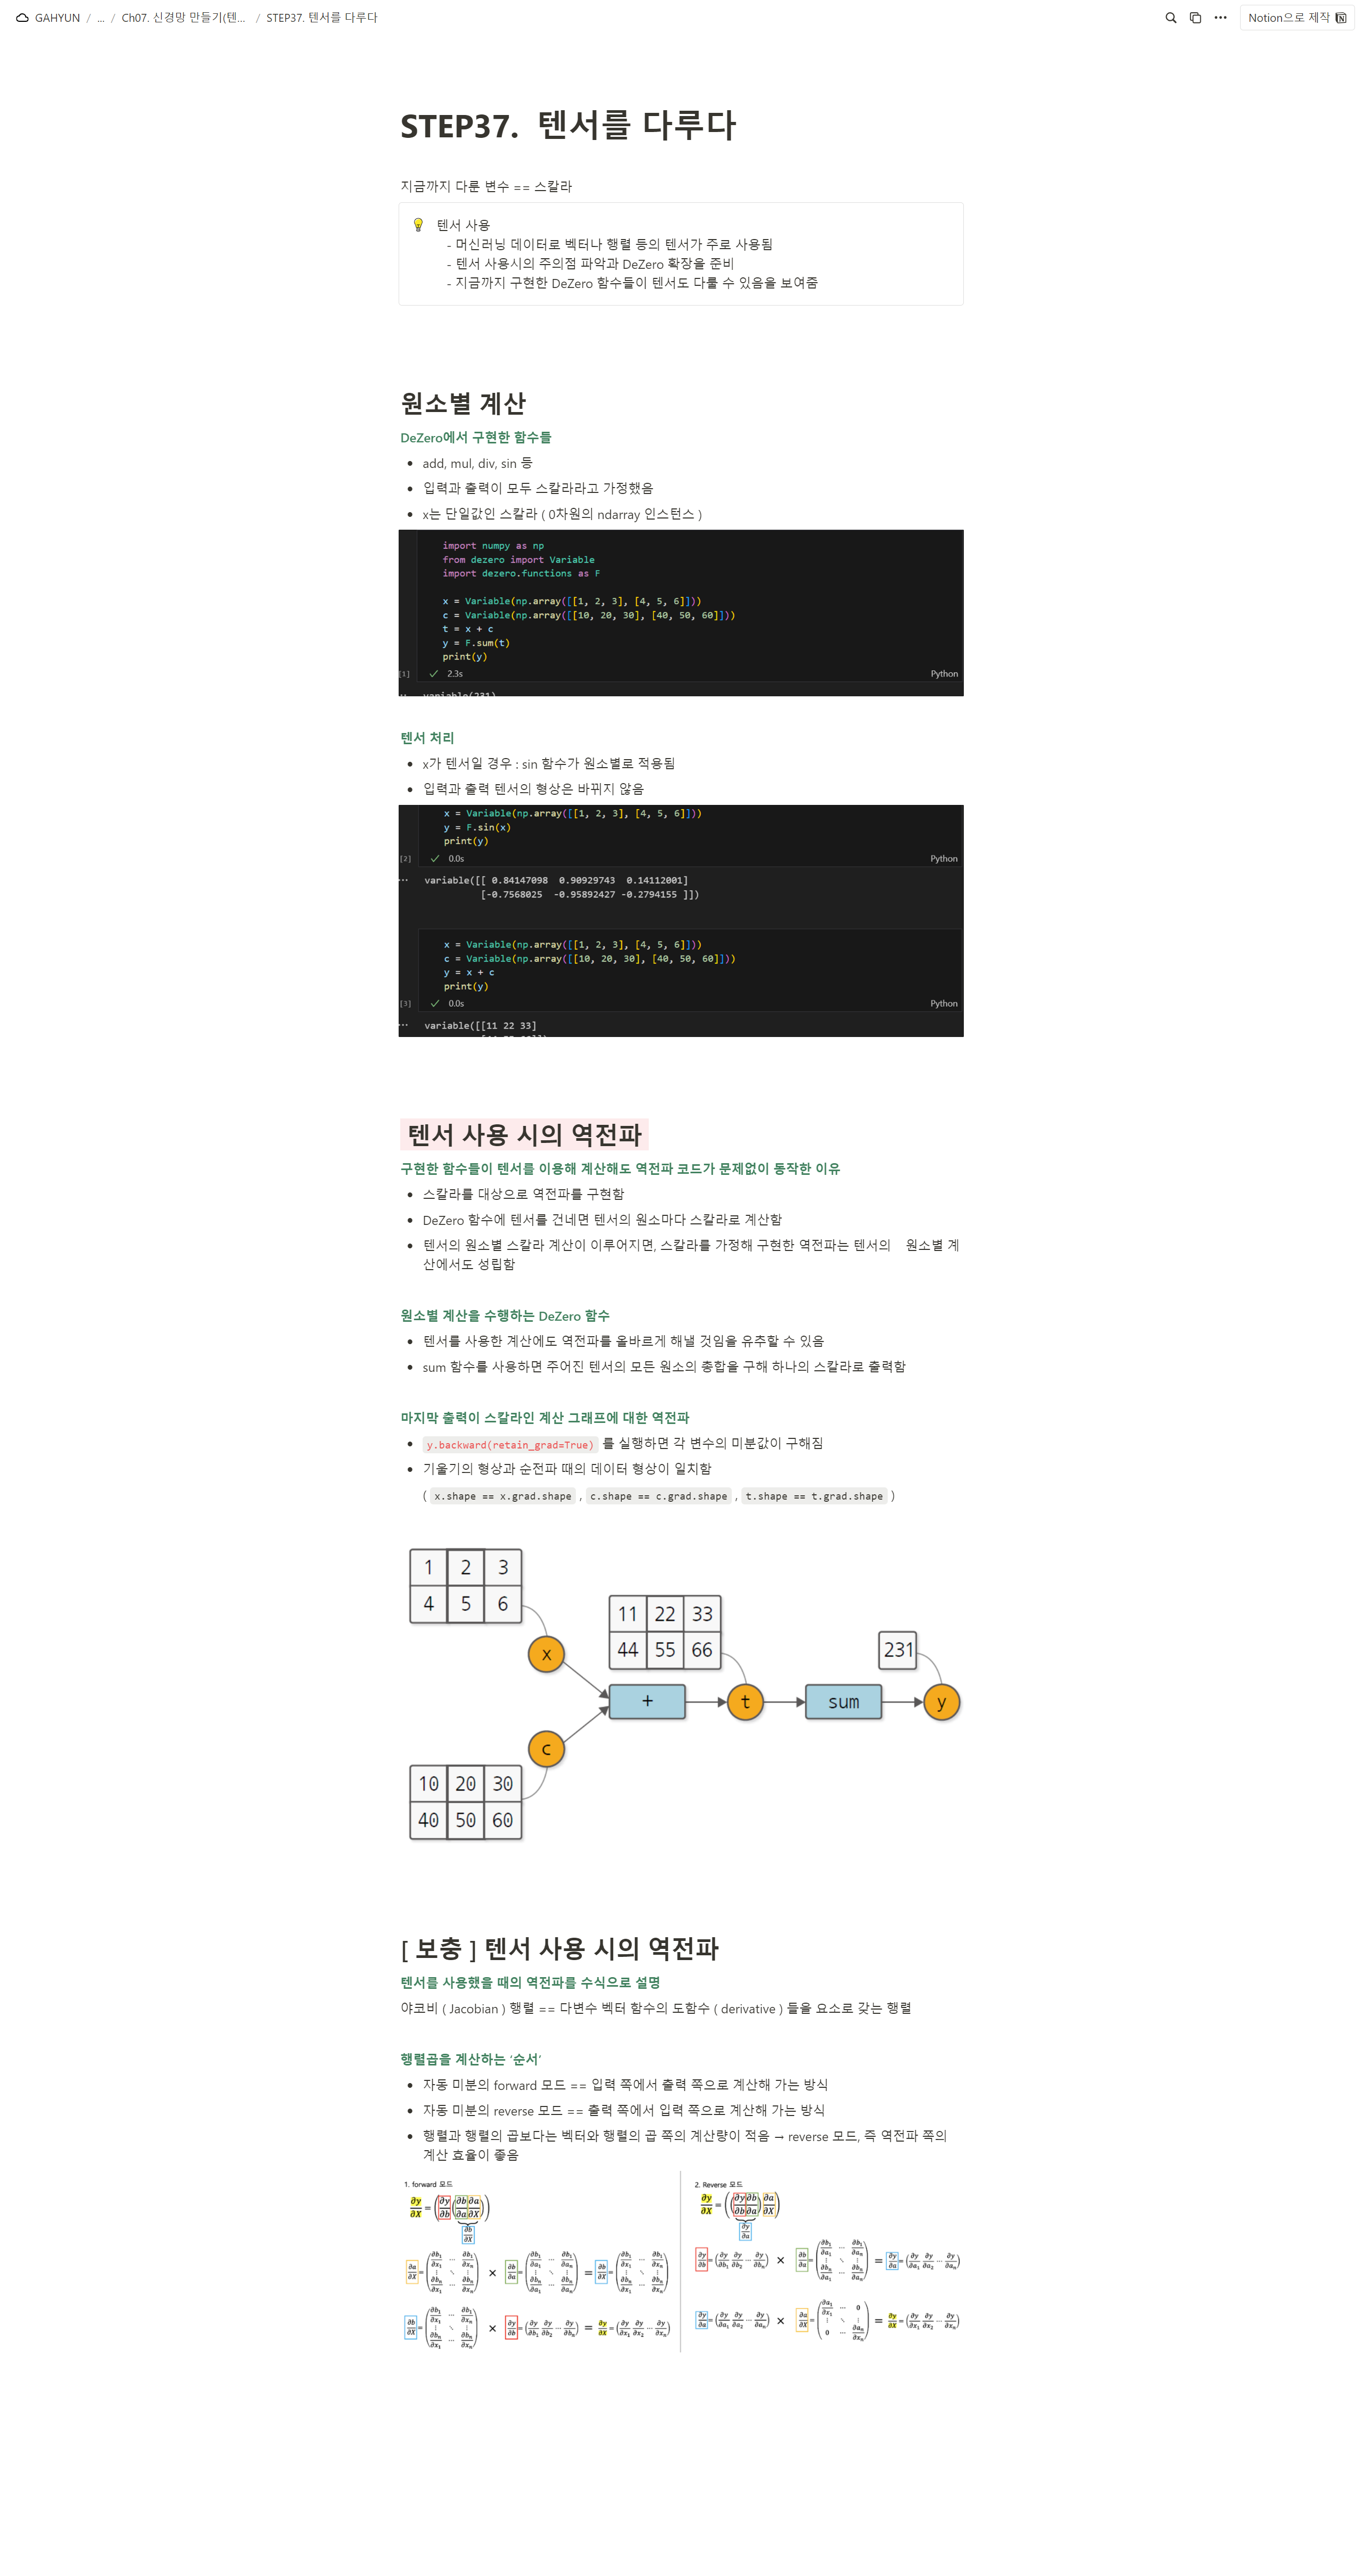 GAHYUN / ... / Ch07. 신경망 만들기(텐... / STEP37. 텐서를 다루다
Notion으로 제작
STEP37. 텐서를 다루다
지금까지 다룬 변수 == 스칼라
💡 텐서 사용
- 머신러닝 데이터로 벡터나 행렬 등의 텐서가 주로 사용됨
- 텐서 사용시의 주의점 파악과 DeZero 확장을 준비
- 지금까지 구현한 DeZero 함수들이 텐서도 다룰 수 있음을 보여줌
원소별 계산
DeZero에서 구현한 함수들
• add, mul, div, sin 등
• 입력과 출력이 모두 스칼라라고 가정했음
• x는 단일값인 스칼라 ( 0차원의 ndarray 인스턴스 )
import numpy as np
from dezero import Variable
import dezero.functions as F
x = Variable(np.array([[1, 2, 3], [4, 5, 6]]))
c = Variable(np.array([[10, 20, 30], [40, 50, 60]]))
t = x + c
y = F.sum(t)
print(y)
[1] ✓ 2.3s Python
variable(231)
텐서 처리
• x가 텐서일 경우 : sin 함수가 원소별로 적용됨
• 입력과 출력 텐서의 형상은 바뀌지 않음
x = Variable(np.array([[1, 2, 3], [4, 5, 6]]))
y = F.sin(x)
print(y)
[2] ✓ 0.0s Python
variable([[ 0.84147098  0.90929743  0.14112001]
[-0.7568025  -0.95892427 -0.2794155 ]])
x = Variable(np.array([[1, 2, 3], [4, 5, 6]]))
c = Variable(np.array([[10, 20, 30], [40, 50, 60]]))
y = x + c
print(y)
[3] ✓ 0.0s Python
variable([[11 22 33]
텐서 사용 시의 역전파
구현한 함수들이 텐서를 이용해 계산해도 역전파 코드가 문제없이 동작한 이유
• 스칼라를 대상으로 역전파를 구현함
• DeZero 함수에 텐서를 건네면 텐서의 원소마다 스칼라로 계산함
• 텐서의 원소별 스칼라 계산이 이루어지면, 스칼라를 가정해 구현한 역전파는 텐서의 원소별 계
산에서도 성립함
원소별 계산을 수행하는 DeZero 함수
• 텐서를 사용한 계산에도 역전파를 올바르게 해낼 것임을 유추할 수 있음
• sum 함수를 사용하면 주어진 텐서의 모든 원소의 총합을 구해 하나의 스칼라로 출력함
마지막 출력이 스칼라인 계산 그래프에 대한 역전파
• y.backward(retain_grad=True) 를 실행하면 각 변수의 미분값이 구해짐
• 기울기의 형상과 순전파 때의 데이터 형상이 일치함
( x.shape == x.grad.shape , c.shape == c.grad.shape , t.shape == t.grad.shape )
1 2 3
4 5 6
x
11 22 33
44 55 66
231
+
t
sum
y
c
10 20 30
40 50 60
[ 보충 ] 텐서 사용 시의 역전파
텐서를 사용했을 때의 역전파를 수식으로 설명
야코비 ( Jacobian ) 행렬 == 다변수 벡터 함수의 도함수 ( derivative ) 들을 요소로 갖는 행렬
행렬곱을 계산하는 '순서'
• 자동 미분의 forward 모드 == 입력 쪽에서 출력 쪽으로 계산해 가는 방식
• 자동 미분의 reverse 모드 == 출력 쪽에서 입력 쪽으로 계산해 가는 방식
• 행렬과 행렬의 곱보다는 벡터와 행렬의 곱 쪽의 계산량이 적음 → reverse 모드, 즉 역전파 쪽의
계산 효율이 좋음
1. forward 모드
2. Reverse 모드